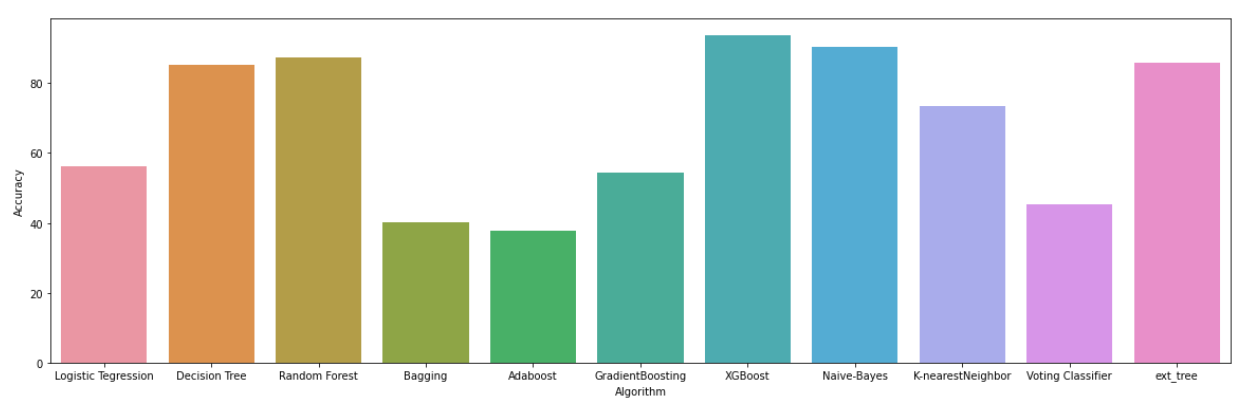 80
60
40
20
0
Accuracy
Logistic Tegression Decision Tree Random Forest Bagging Adaboost GradientBoosting XGBoost Naive-Bayes K-nearestNeighbor Voting Classifier ext_tree
Algorithm